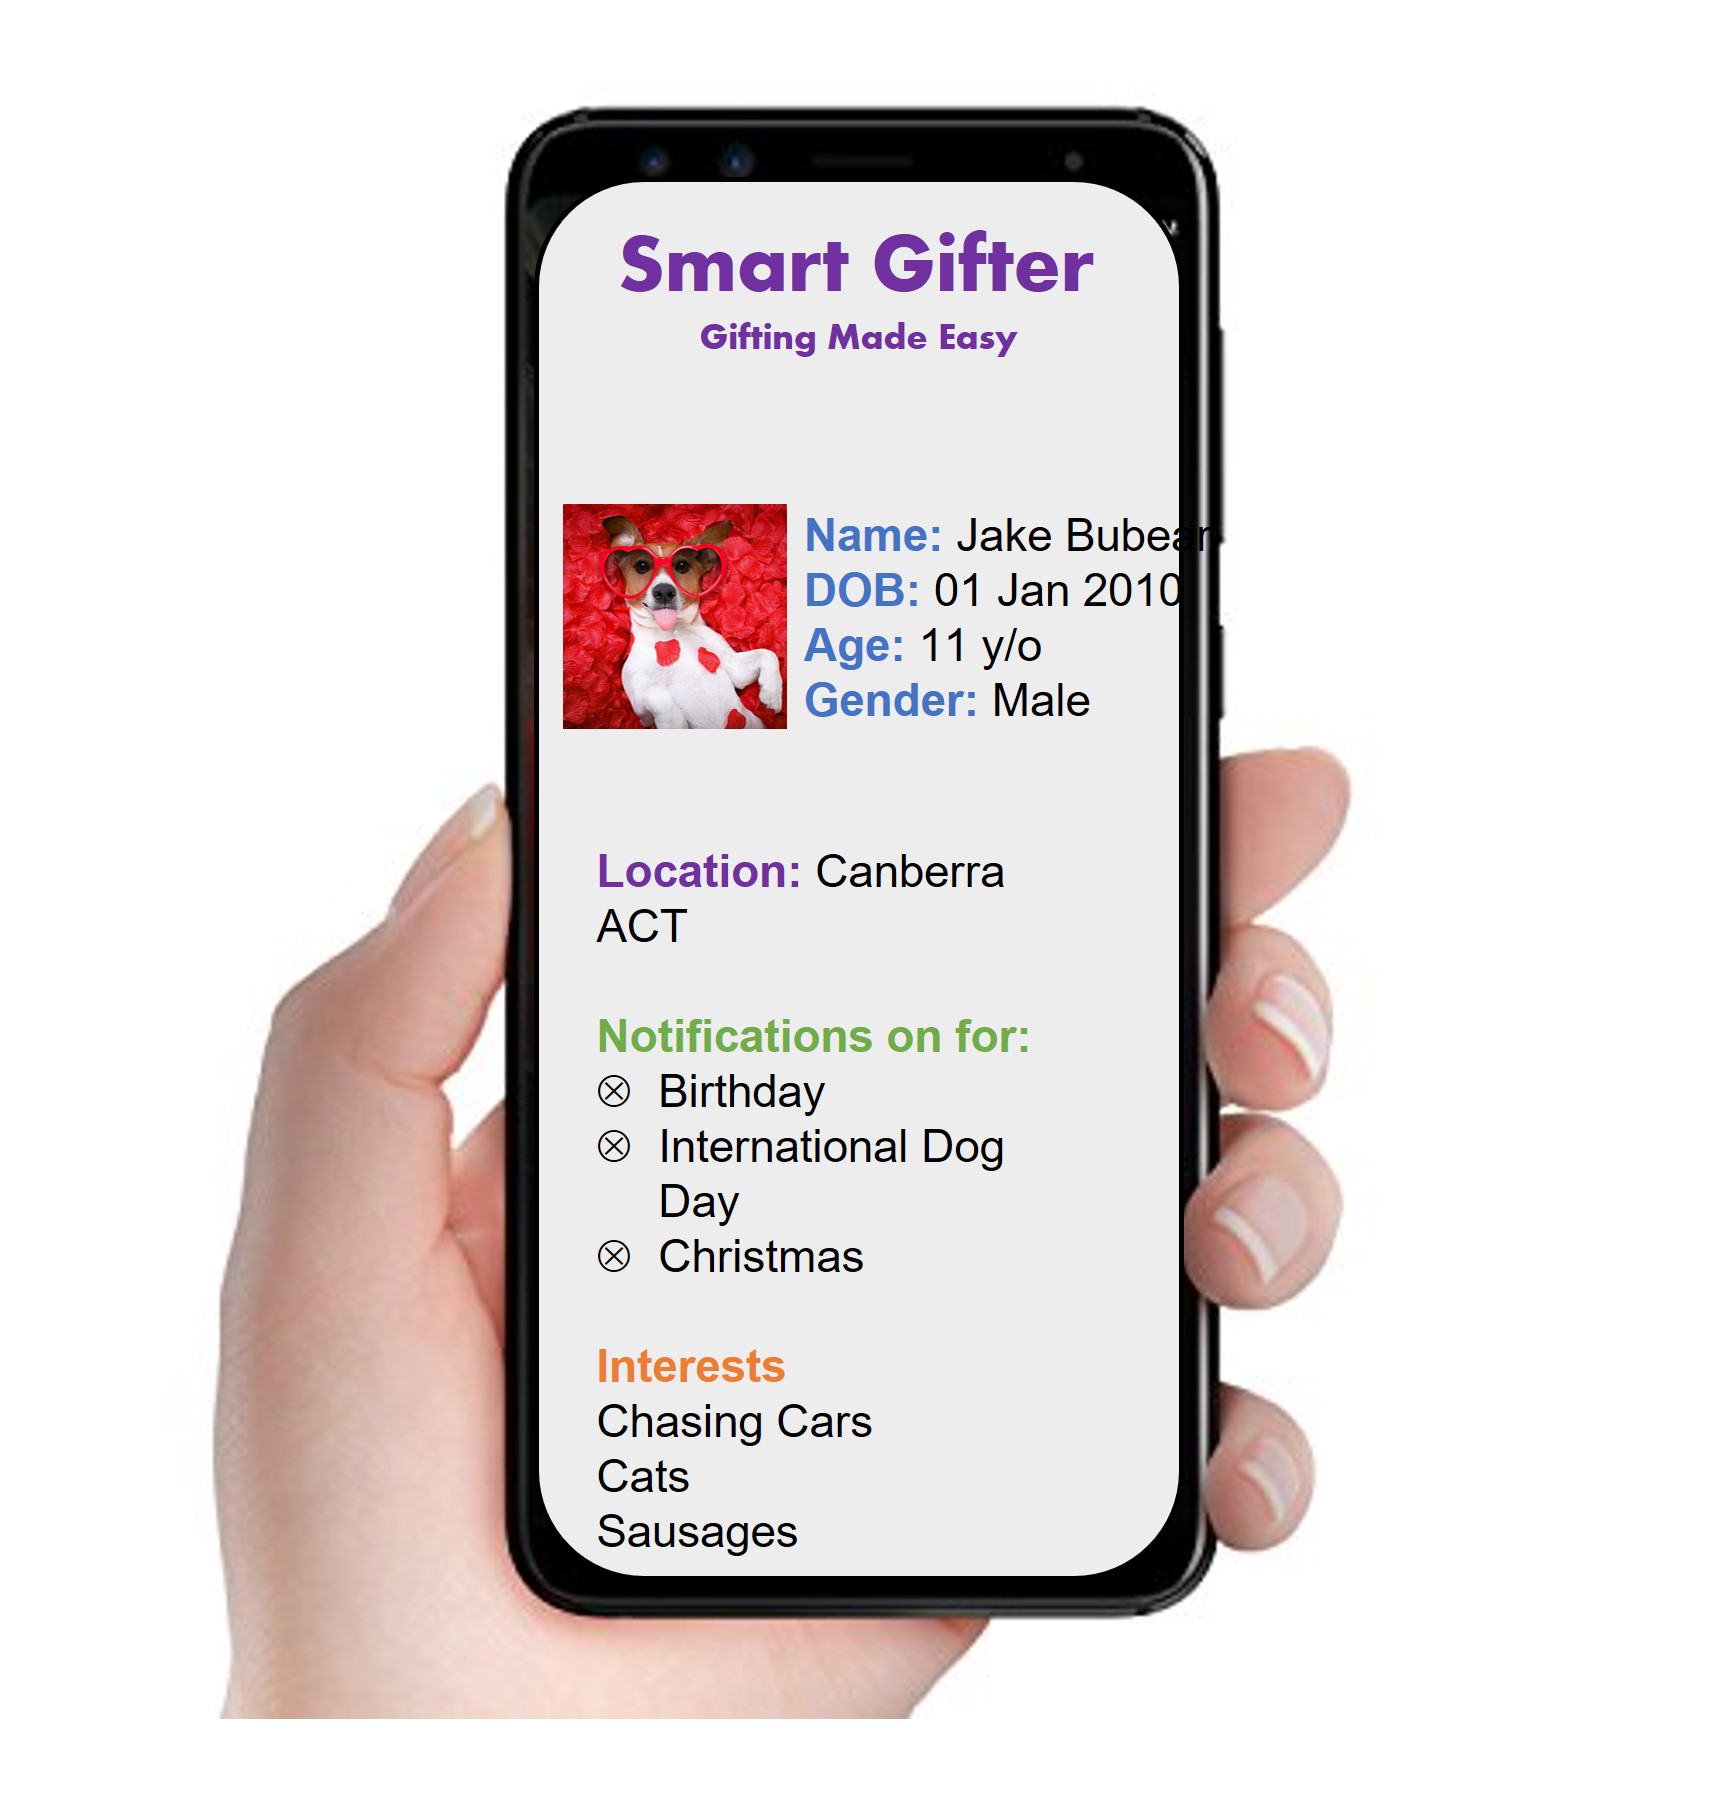 Smart Gifter
Gifting Made Easy
Name: Jake Bubear
DOB: 01 Jan 2010
Age: 11 y/o
Gender: Male
Location: Canberra
ACT
Notifications on for:
⊗ Birthday
⊗ International Dog
Day
⊗ Christmas
Interests
Chasing Cars
Cats
Sausages